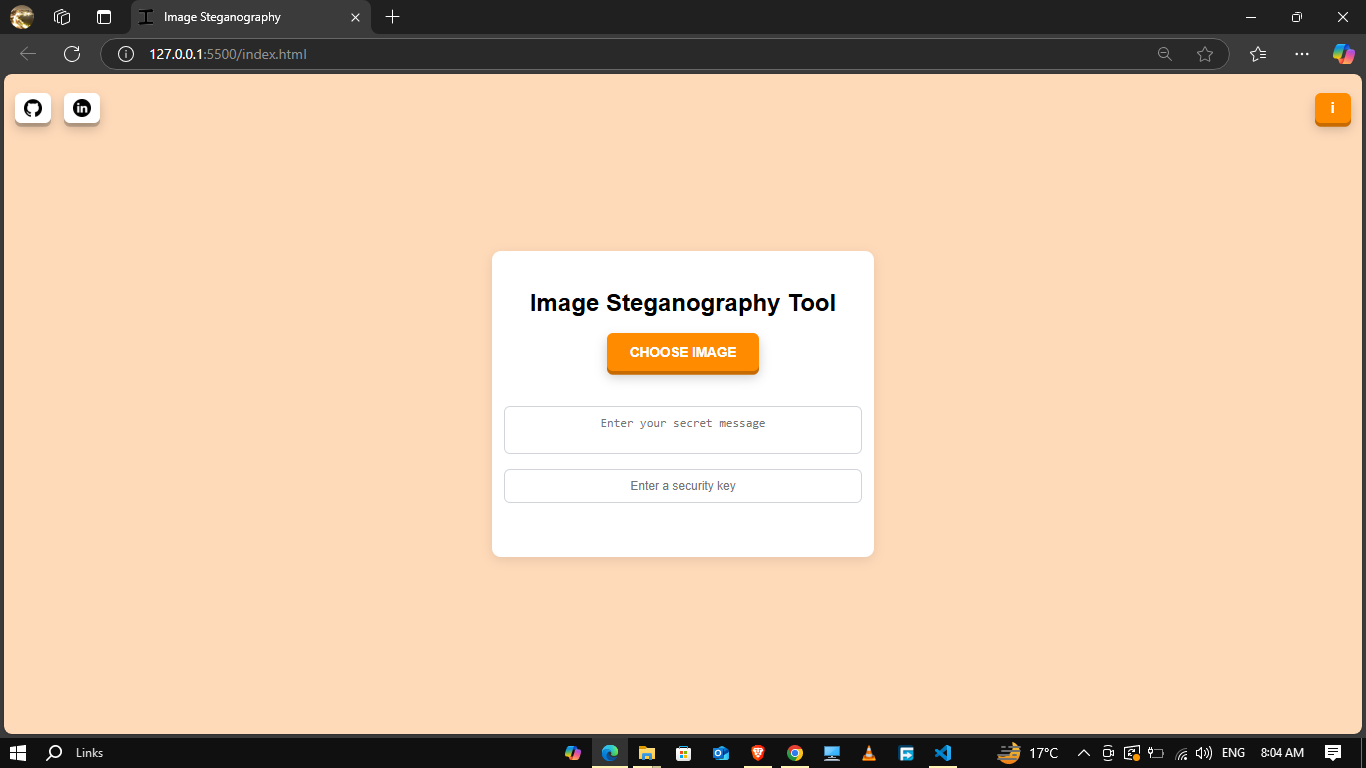 Image Steganography
127.0.0.1:5500/index.html
in
i
Image Steganography Tool
CHOOSE IMAGE
Enter your secret message
Enter a security key
Links
17°C
ENG
8:04 AM